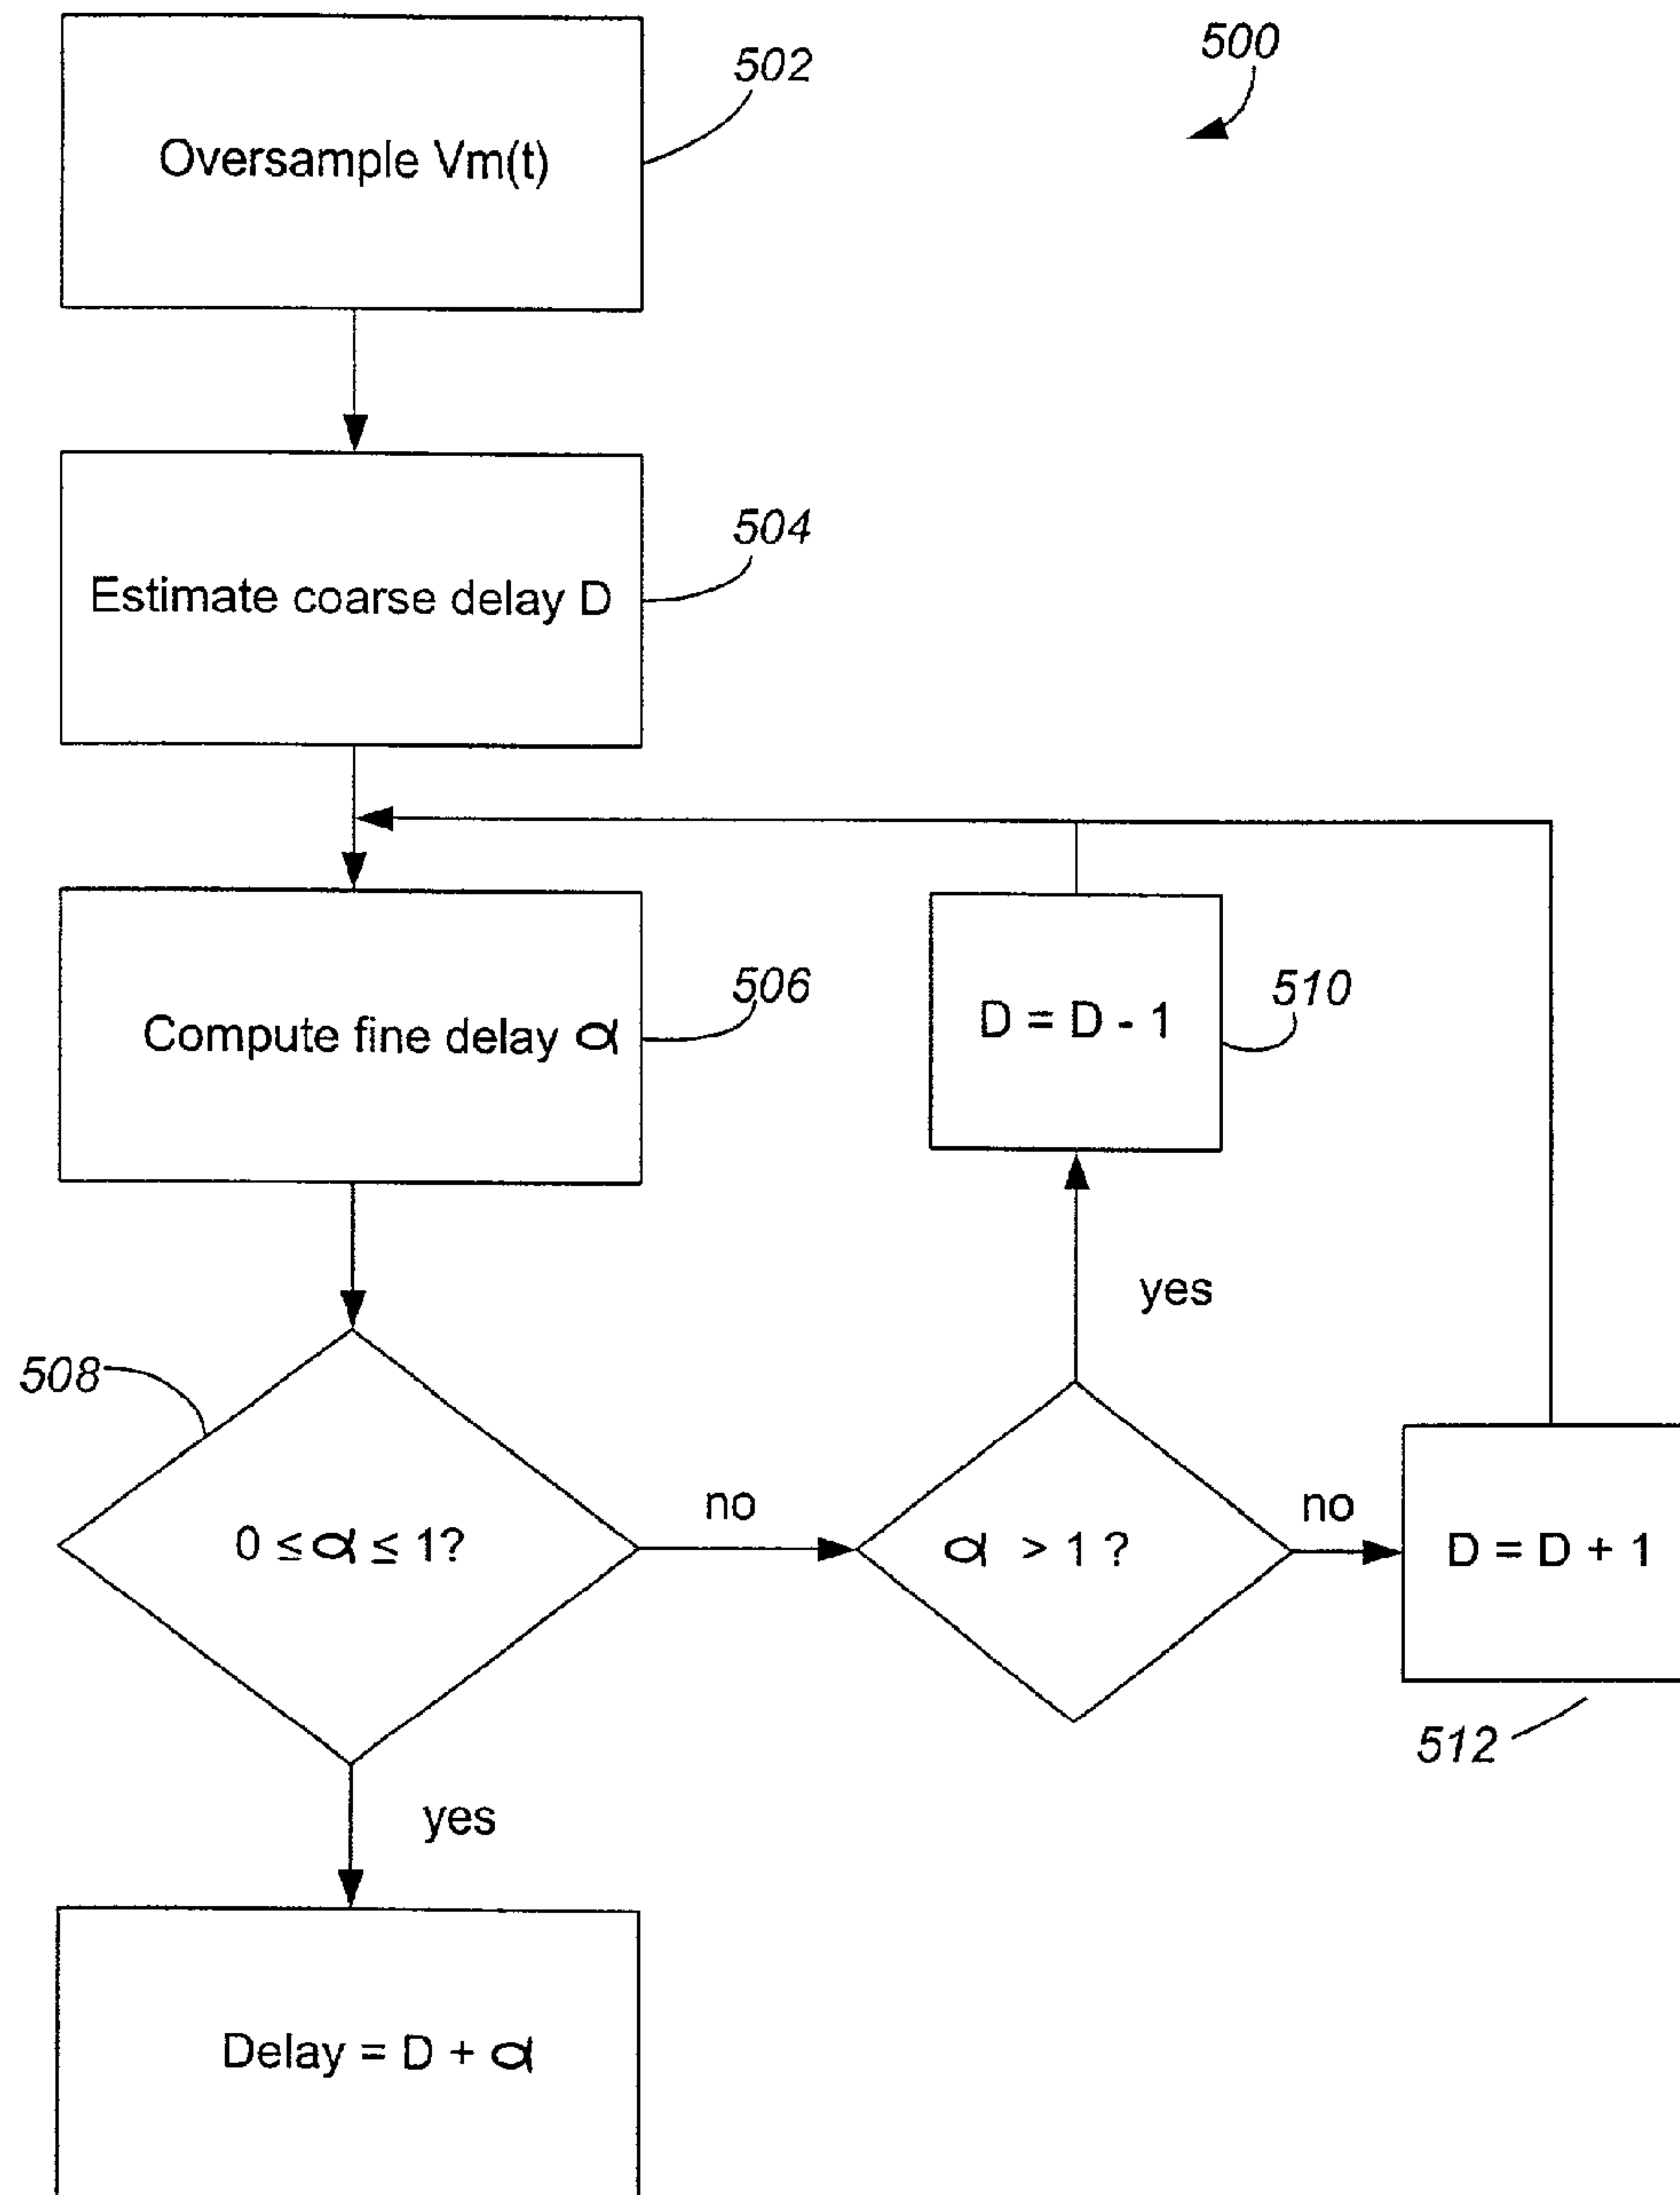 500
502
Oversample Vm(t)
504
Estimate coarse delay D
506
Compute fine delay α
510
D = D - 1
yes
508
0 ≤ α ≤ 1?
no
α > 1 ?
no
D = D + 1
512
yes
Delay = D + α